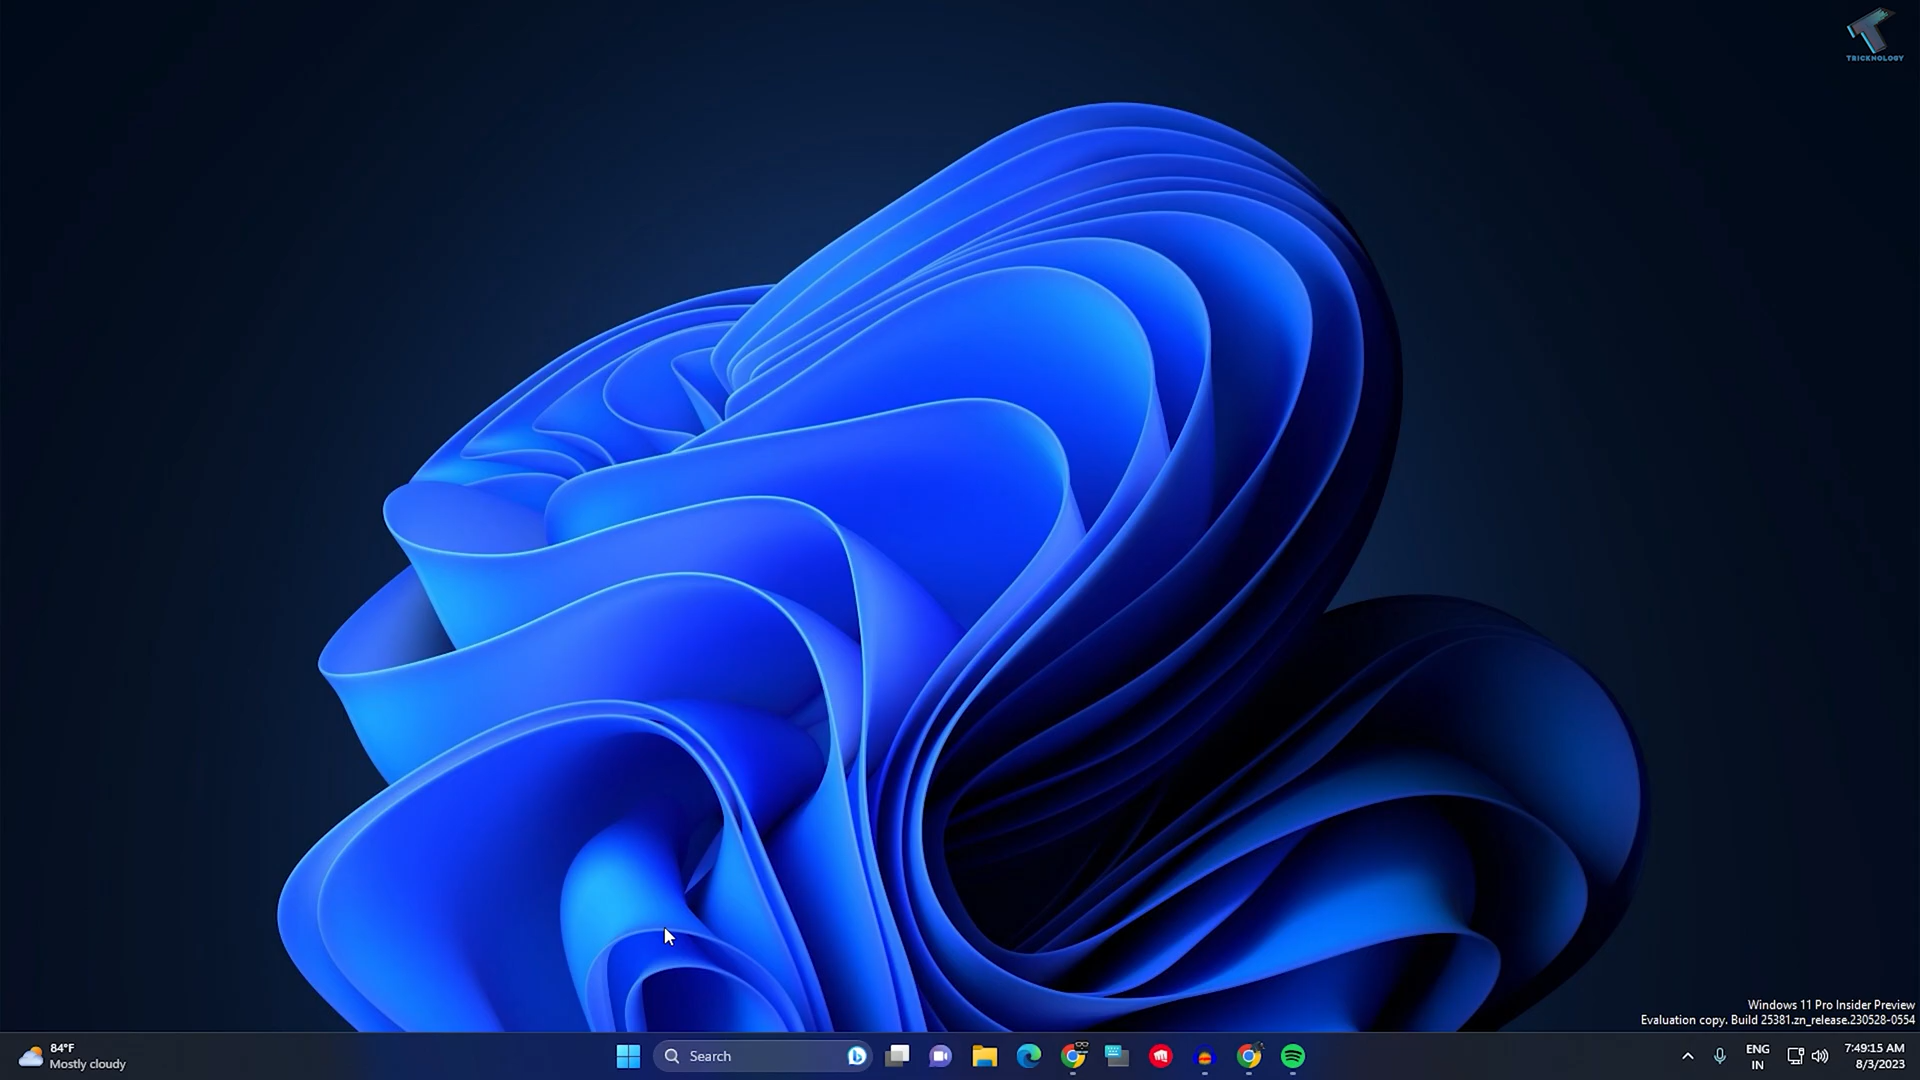 TRICKNOLOGY
Windows 11 Pro Insider Preview
Evaluation copy. Build 25381.zn_release.230528-0554
84°F
Mostly cloudy
Search
ENG
IN
7:49:15 AM
8/3/2023